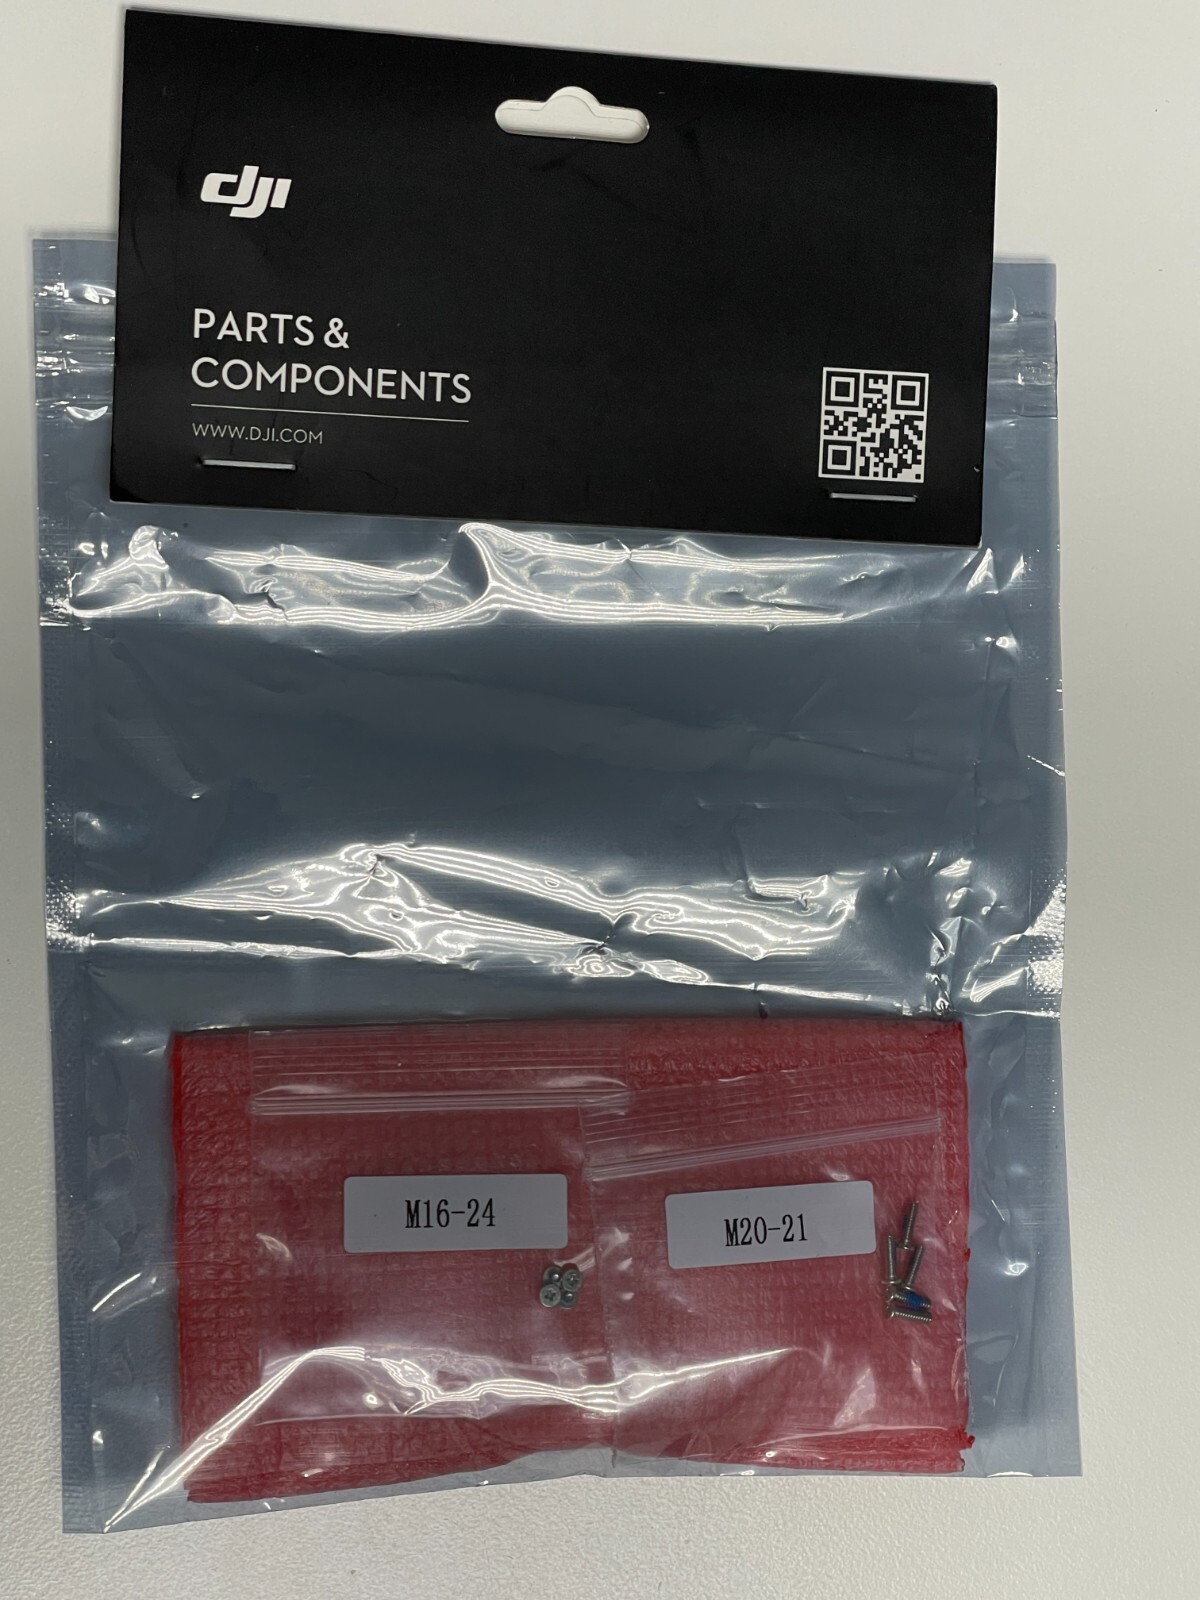 dji
PARTS &
COMPONENTS
WWW.DJI.COM
M16-24
M20-21